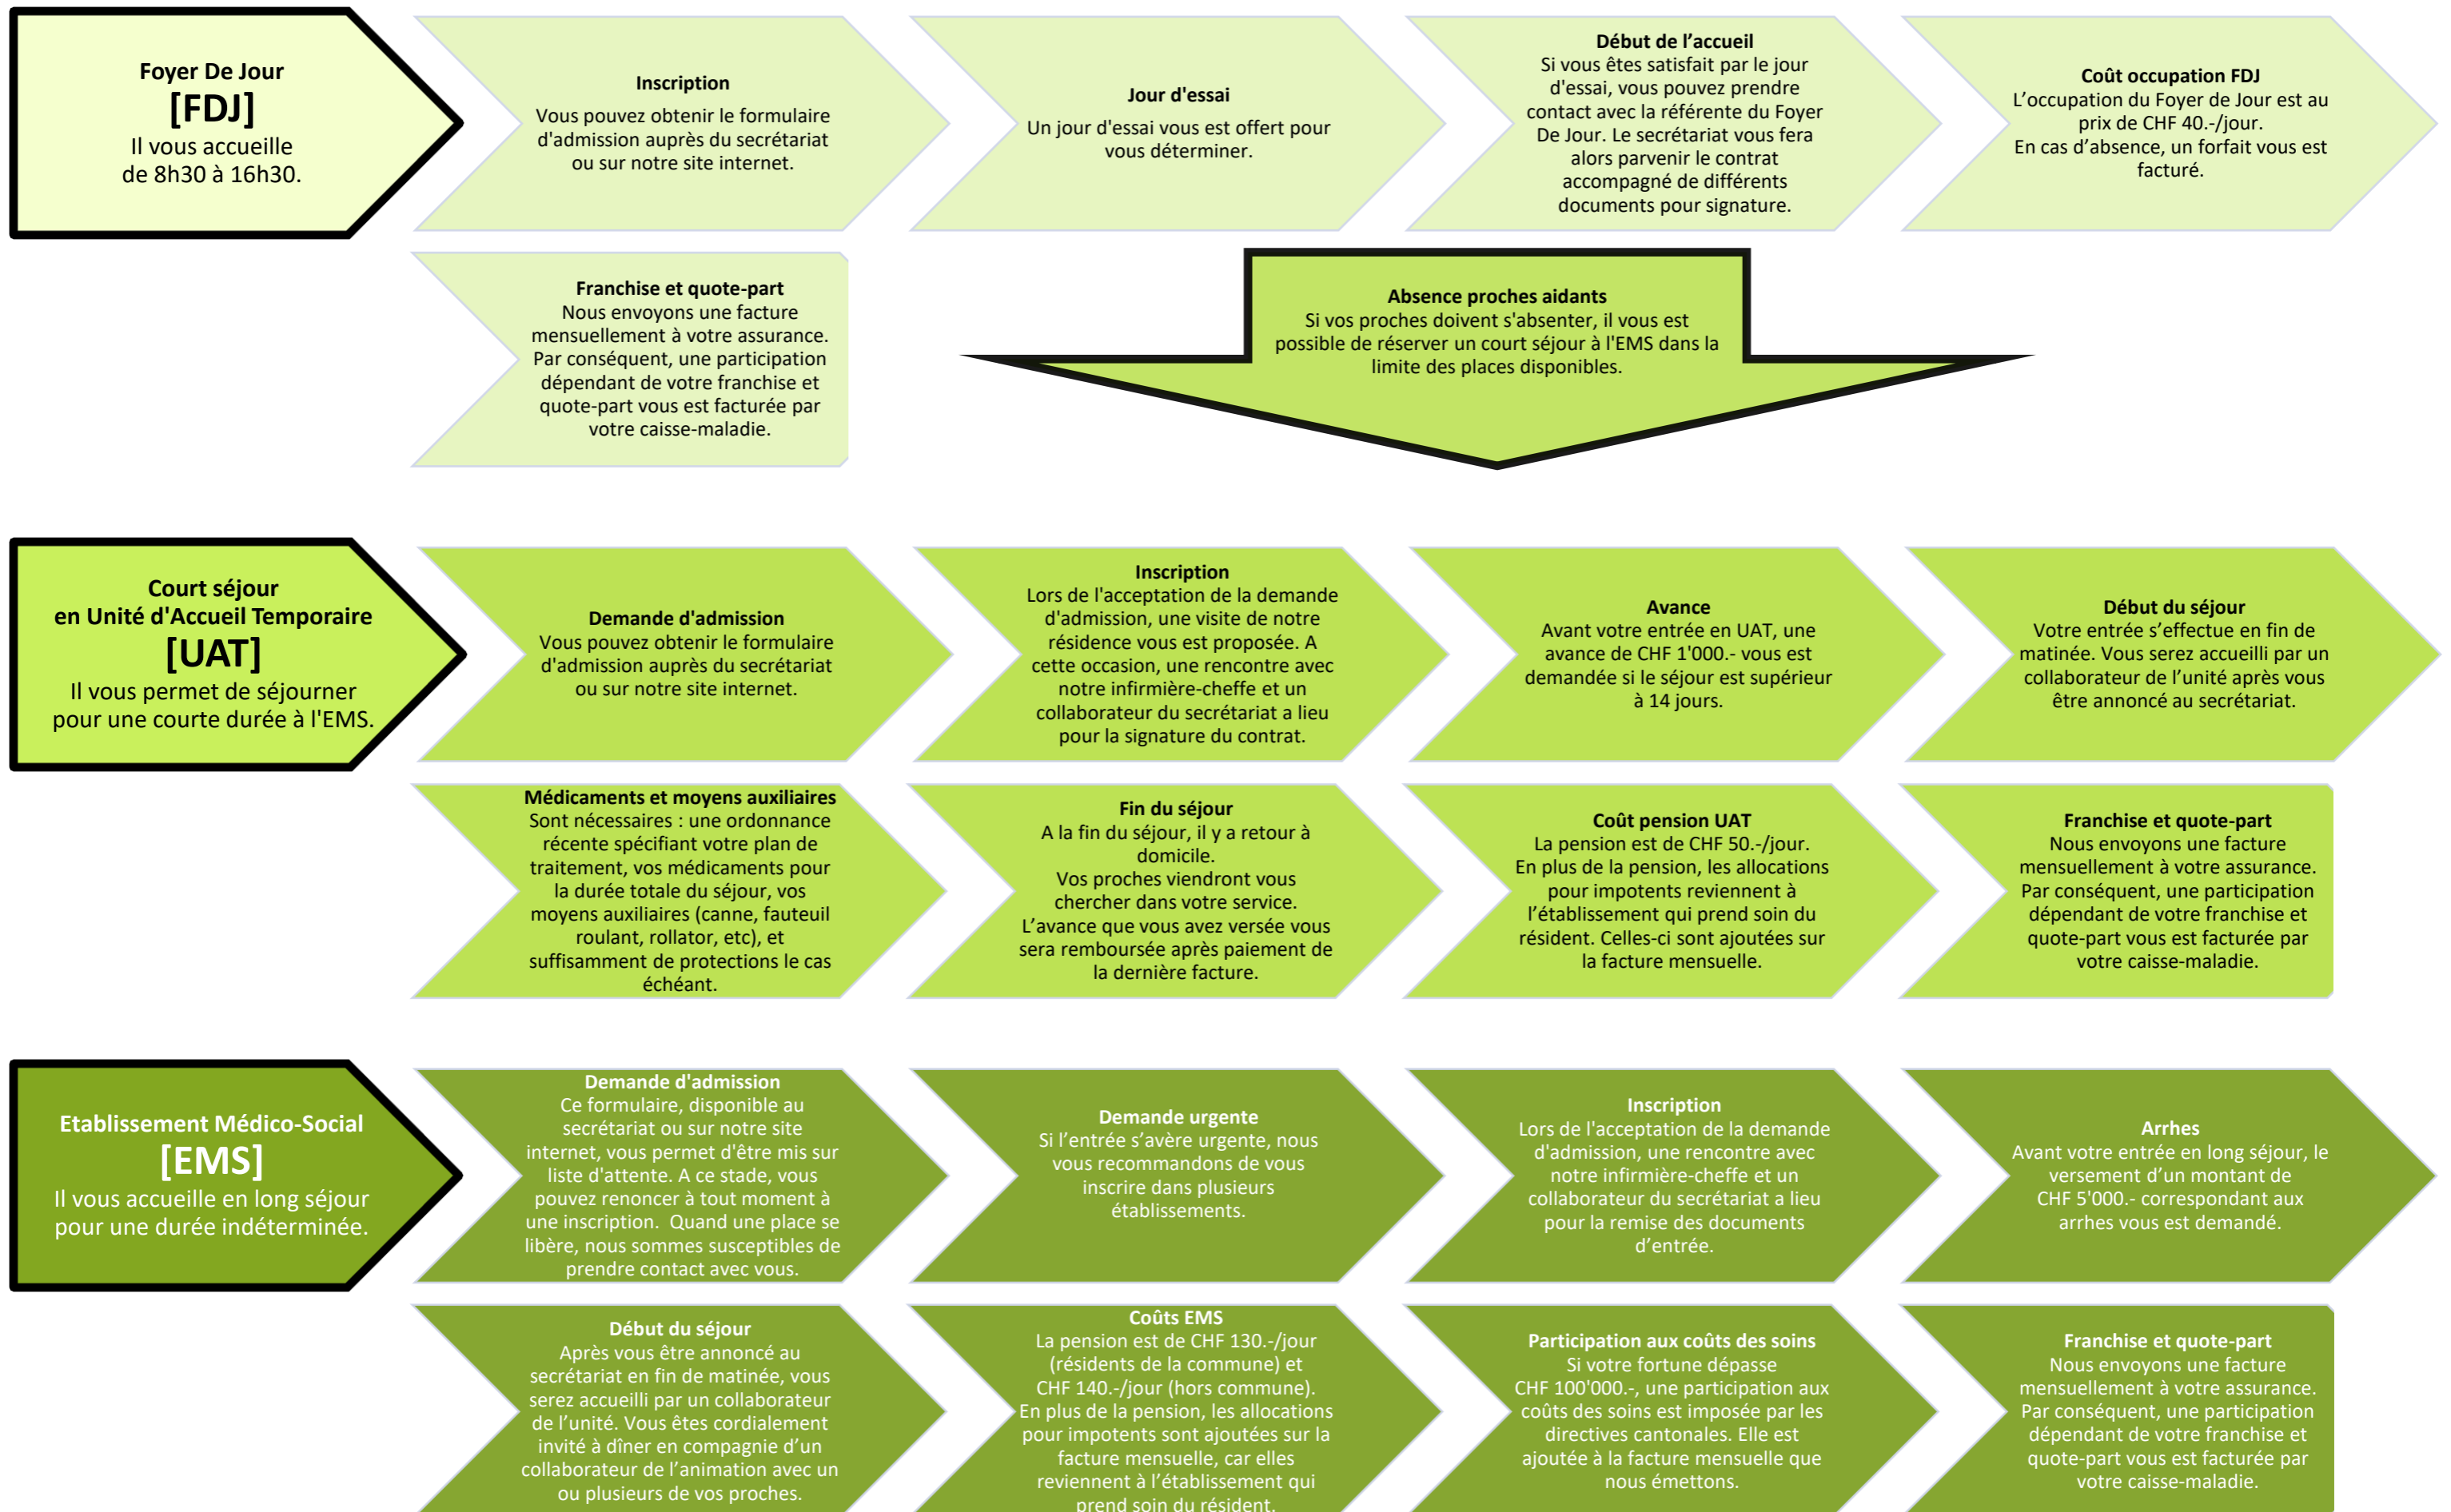 Foyer De Jour
[FDJ]
Il vous accueille
de 8h30 à 16h30.
Inscription
Vous pouvez obtenir le formulaire
d'admission auprès du secrétariat
ou sur notre site internet.
Jour d'essai
Un jour d'essai vous est offert pour
vous déterminer.
Début de l’accueil
Si vous êtes satisfait par le jour
d'essai, vous pouvez prendre
contact avec la référente du Foyer
De Jour. Le secrétariat vous fera
alors parvenir le contrat
accompagné de différents
documents pour signature.
Coût occupation FDJ
L’occupation du Foyer de Jour est au
prix de CHF 40.-/jour.
En cas d’absence, un forfait vous est
facturé.
Franchise et quote-part
Nous envoyons une facture
mensuellement à votre assurance.
Par conséquent, une participation
dépendant de votre franchise et
quote-part vous est facturée par
votre caisse-maladie.
Absence proches aidants
Si vos proches doivent s'absenter, il vous est
possible de réserver un court séjour à l'EMS dans la
limite des places disponibles.
Court séjour
en Unité d'Accueil Temporaire
[UAT]
Il vous permet de séjourner
pour une courte durée à l'EMS.
Demande d'admission
Vous pouvez obtenir le formulaire
d'admission auprès du secrétariat
ou sur notre site internet.
Inscription
Lors de l'acceptation de la demande
d'admission, une visite de notre
résidence vous est proposée. A
cette occasion, une rencontre avec
notre infirmière-cheffe et un
collaborateur du secrétariat a lieu
pour la signature du contrat.
Avance
Avant votre entrée en UAT, une
avance de CHF 1'000.- vous est
demandée si le séjour est supérieur
à 14 jours.
Début du séjour
Votre entrée s’effectue en fin de
matinée. Vous serez accueilli par un
collaborateur de l’unité après vous
être annoncé au secrétariat.
Médicaments et moyens auxiliaires
Sont nécessaires : une ordonnance
récente spécifiant votre plan de
traitement, vos médicaments pour
la durée totale du séjour, vos
moyens auxiliaires (canne, fauteuil
roulant, rollator, etc), et
suffisamment de protections le cas
échéant.
Fin du séjour
A la fin du séjour, il y a retour à
domicile.
Vos proches viendront vous
chercher dans votre service.
L’avance que vous avez versée vous
sera remboursée après paiement de
la dernière facture.
Coût pension UAT
La pension est de CHF 50.-/jour.
En plus de la pension, les allocations
pour impotents reviennent à
l’établissement qui prend soin du
résident. Celles-ci sont ajoutées sur
la facture mensuelle.
Franchise et quote-part
Nous envoyons une facture
mensuellement à votre assurance.
Par conséquent, une participation
dépendant de votre franchise et
quote-part vous est facturée par
votre caisse-maladie.
Etablissement Médico-Social
[EMS]
Il vous accueille en long séjour
pour une durée indéterminée.
Demande d'admission
Ce formulaire, disponible au
secrétariat ou sur notre site
internet, vous permet d'être mis sur
liste d'attente. A ce stade, vous
pouvez renoncer à tout moment à
une inscription.  Quand une place se
libère, nous sommes susceptibles de
prendre contact avec vous.
Demande urgente
Si l’entrée s’avère urgente, nous
vous recommandons de vous
inscrire dans plusieurs
établissements.
Inscription
Lors de l'acceptation de la demande
d'admission, une rencontre avec
notre infirmière-cheffe et un
collaborateur du secrétariat a lieu
pour la remise des documents
d’entrée.
Arrhes
Avant votre entrée en long séjour, le
versement d’un montant de
CHF 5'000.- correspondant aux
arrhes vous est demandé.
Début du séjour
Après vous être annoncé au
secrétariat en fin de matinée, vous
serez accueilli par un collaborateur
de l’unité. Vous êtes cordialement
invité à dîner en compagnie d’un
collaborateur de l’animation avec un
ou plusieurs de vos proches.
Coûts EMS
La pension est de CHF 130.-/jour
(résidents de la commune) et
CHF 140.-/jour (hors commune).
En plus de la pension, les allocations
pour impotents sont ajoutées sur la
facture mensuelle, car elles
reviennent à l’établissement qui
prend soin du résident.
Participation aux coûts des soins
Si votre fortune dépasse
CHF 100'000.-, une participation aux
coûts des soins est imposée par les
directives cantonales. Elle est
ajoutée à la facture mensuelle que
nous émettons.
Franchise et quote-part
Nous envoyons une facture
mensuellement à votre assurance.
Par conséquent, une participation
dépendant de votre franchise et
quote-part vous est facturée par
votre caisse-maladie.